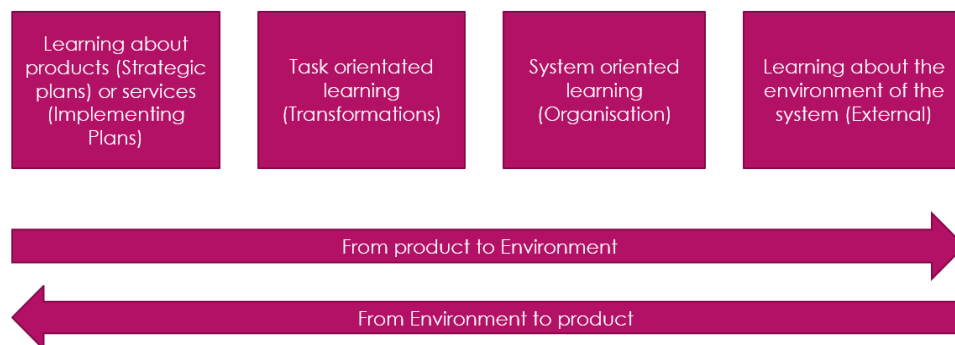 Learning about
products (Strategic
plans) or services
(Implementing
Plans)
Task orientated
learning
(Transformations)
System oriented
learning
(Organisation)
Learning about the
environment of the
system (External)
From product to Environment
From Environment to product